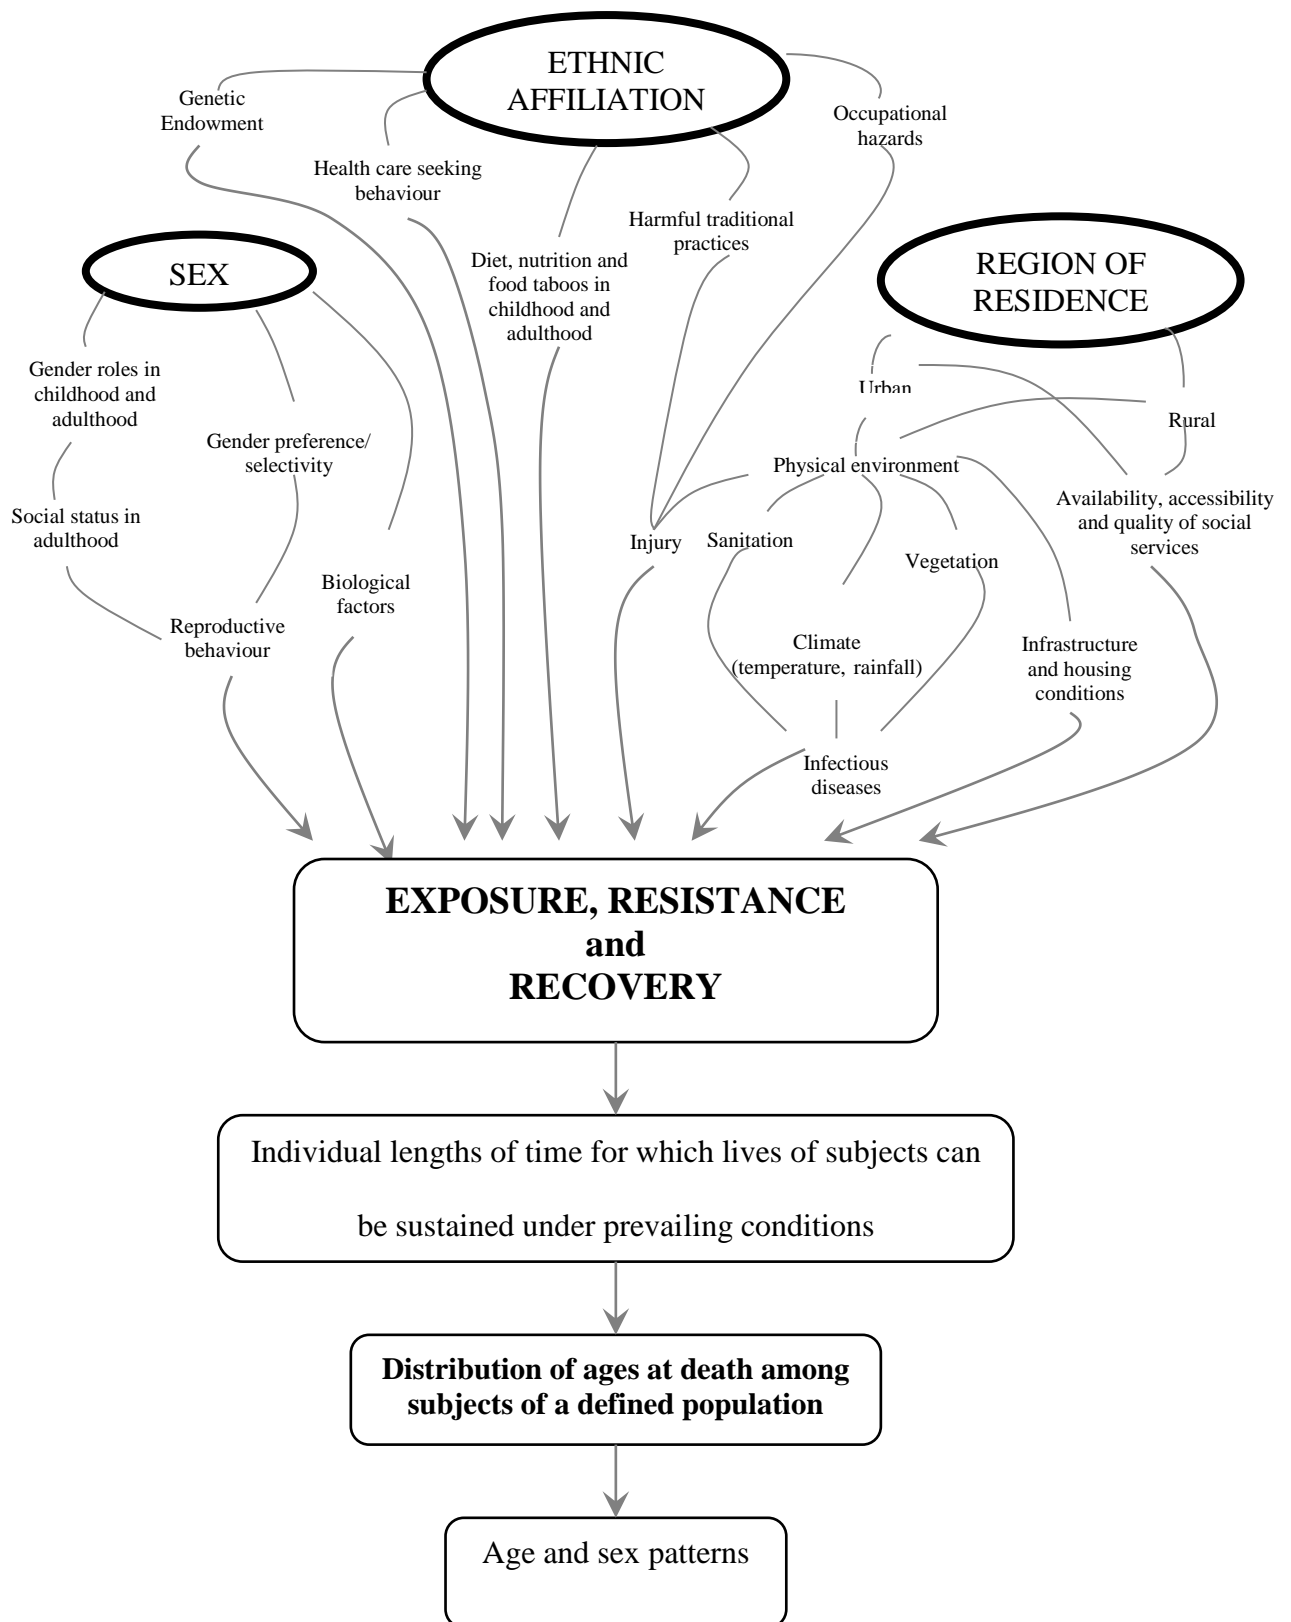 ETHNIC
AFFILIATION
Genetic
Endowment
Occupational
hazards
Health care seeking
behaviour
Harmful traditional
practices
SEX
Diet, nutrition and
food taboos in
childhood and
adulthood
REGION OF
RESIDENCE
Gender roles in
childhood and
adulthood
Urban
Rural
Gender preference/
selectivity
Physical environment
Availability, accessibility
and quality of social
services
Social status in
adulthood
Injury
Sanitation
Vegetation
Biological
factors
Reproductive
behaviour
Climate
(temperature, rainfall)
Infrastructure
and housing
conditions
Infectious
diseases
EXPOSURE, RESISTANCE
and
RECOVERY
Individual lengths of time for which lives of subjects can
be sustained under prevailing conditions
Distribution of ages at death among
subjects of a defined population
Age and sex patterns